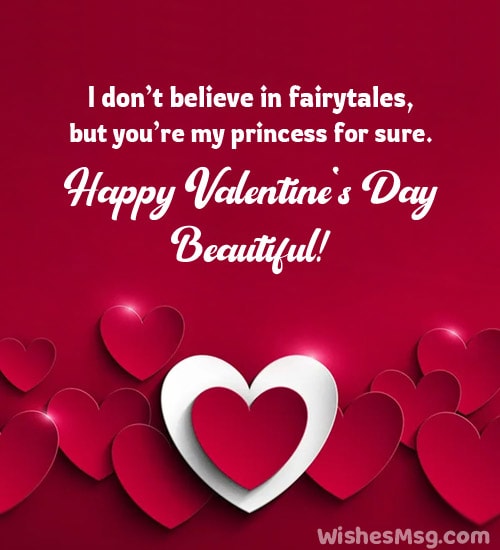 I don’t believe in fairytales,
but you’re my princess for sure.
Happy Valentine's Day
Beautiful!
WishesMsg.com